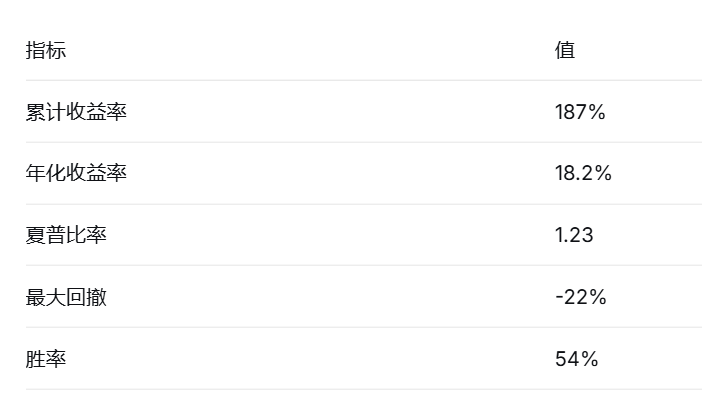 指标 值
累计收益率 187%
年化收益率 18.2%
夏普比率 1.23
最大回撤 -22%
胜率 54%